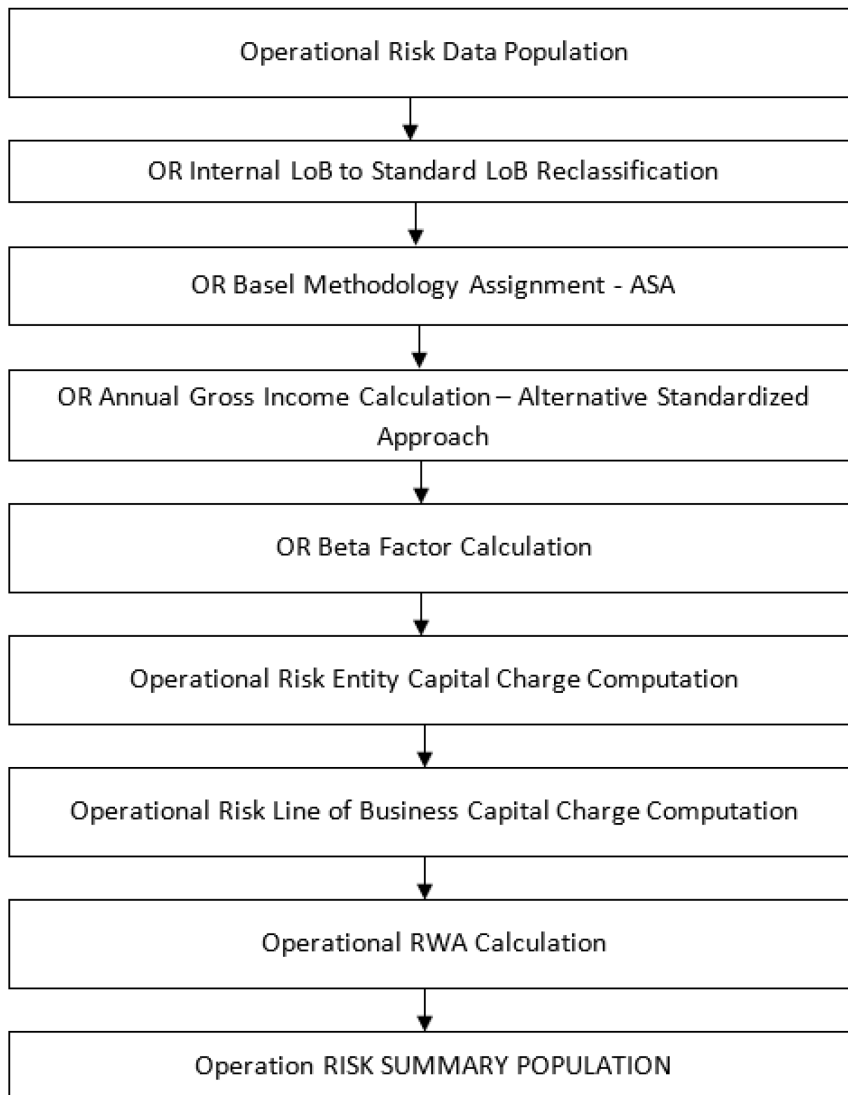 Operational Risk Data Population
OR Internal LoB to Standard LoB Reclassification
OR Basel Methodology Assignment - ASA
OR Annual Gross Income Calculation – Alternative Standardized
Approach
OR Beta Factor Calculation
Operational Risk Entity Capital Charge Computation
Operational Risk Line of Business Capital Charge Computation
Operational RWA Calculation
Operation RISK SUMMARY POPULATION